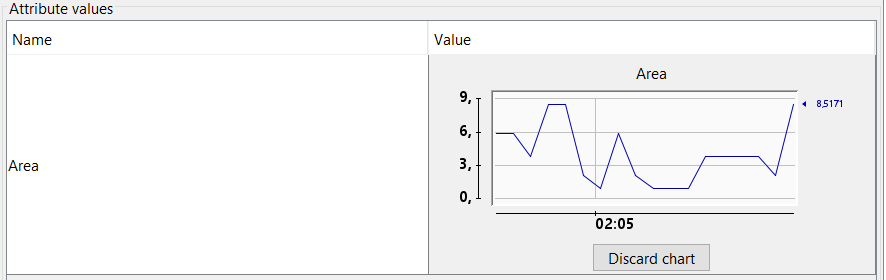 Attribute values
Name Value
Area
9,
8,5171
6,
Area
3,
0,
02:05
Discard chart